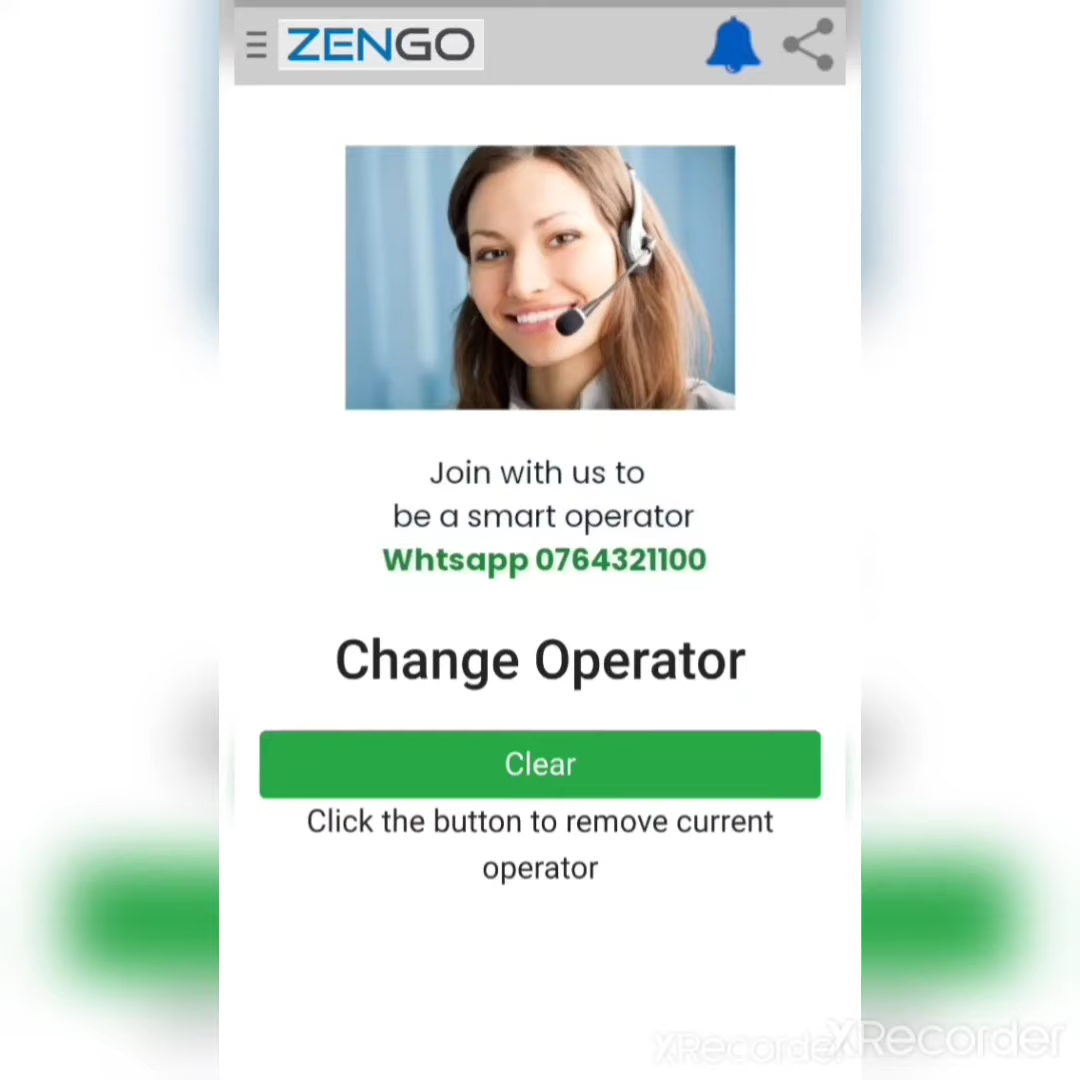 ZENGO
Join with us to
be a smart operator
Whtsapp 0764321100
Change Operator
Clear
Click the button to remove current
operator
XRecorder
XRecorder